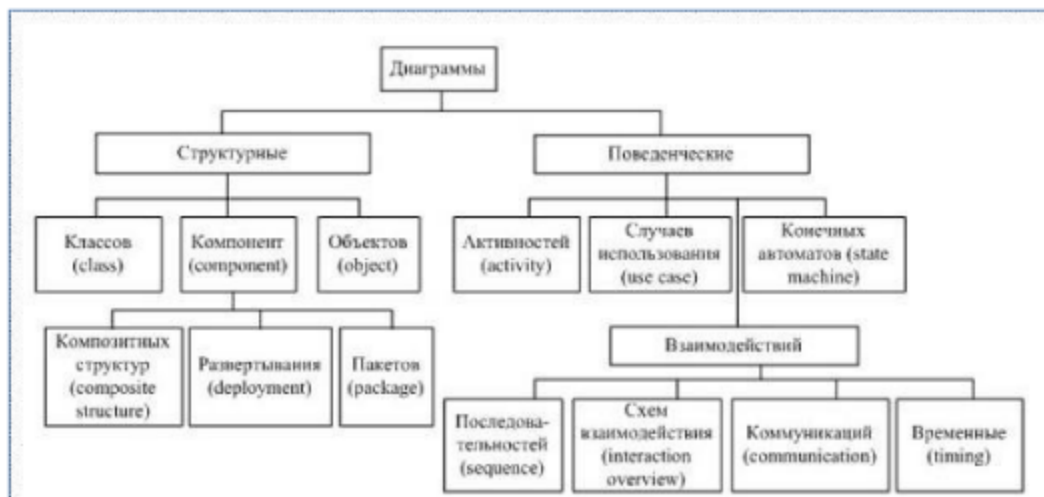 Диаграммы
Структурные
Поведенческие
Классов
(class)
Компонент
(component)
Объектов
(object)
Активностей
(activity)
Случаев
использования
(use case)
Конечных
автоматов (state
machine)
Композитных
структур
(composite
structure)
Развертывания
(deployment)
Пакетов
(package)
Взаимодействий
Последова-
тельностей
(sequence)
Схем
взаимодействия
(interaction
overview)
Коммуникаций
(communication)
Временные
(timing)